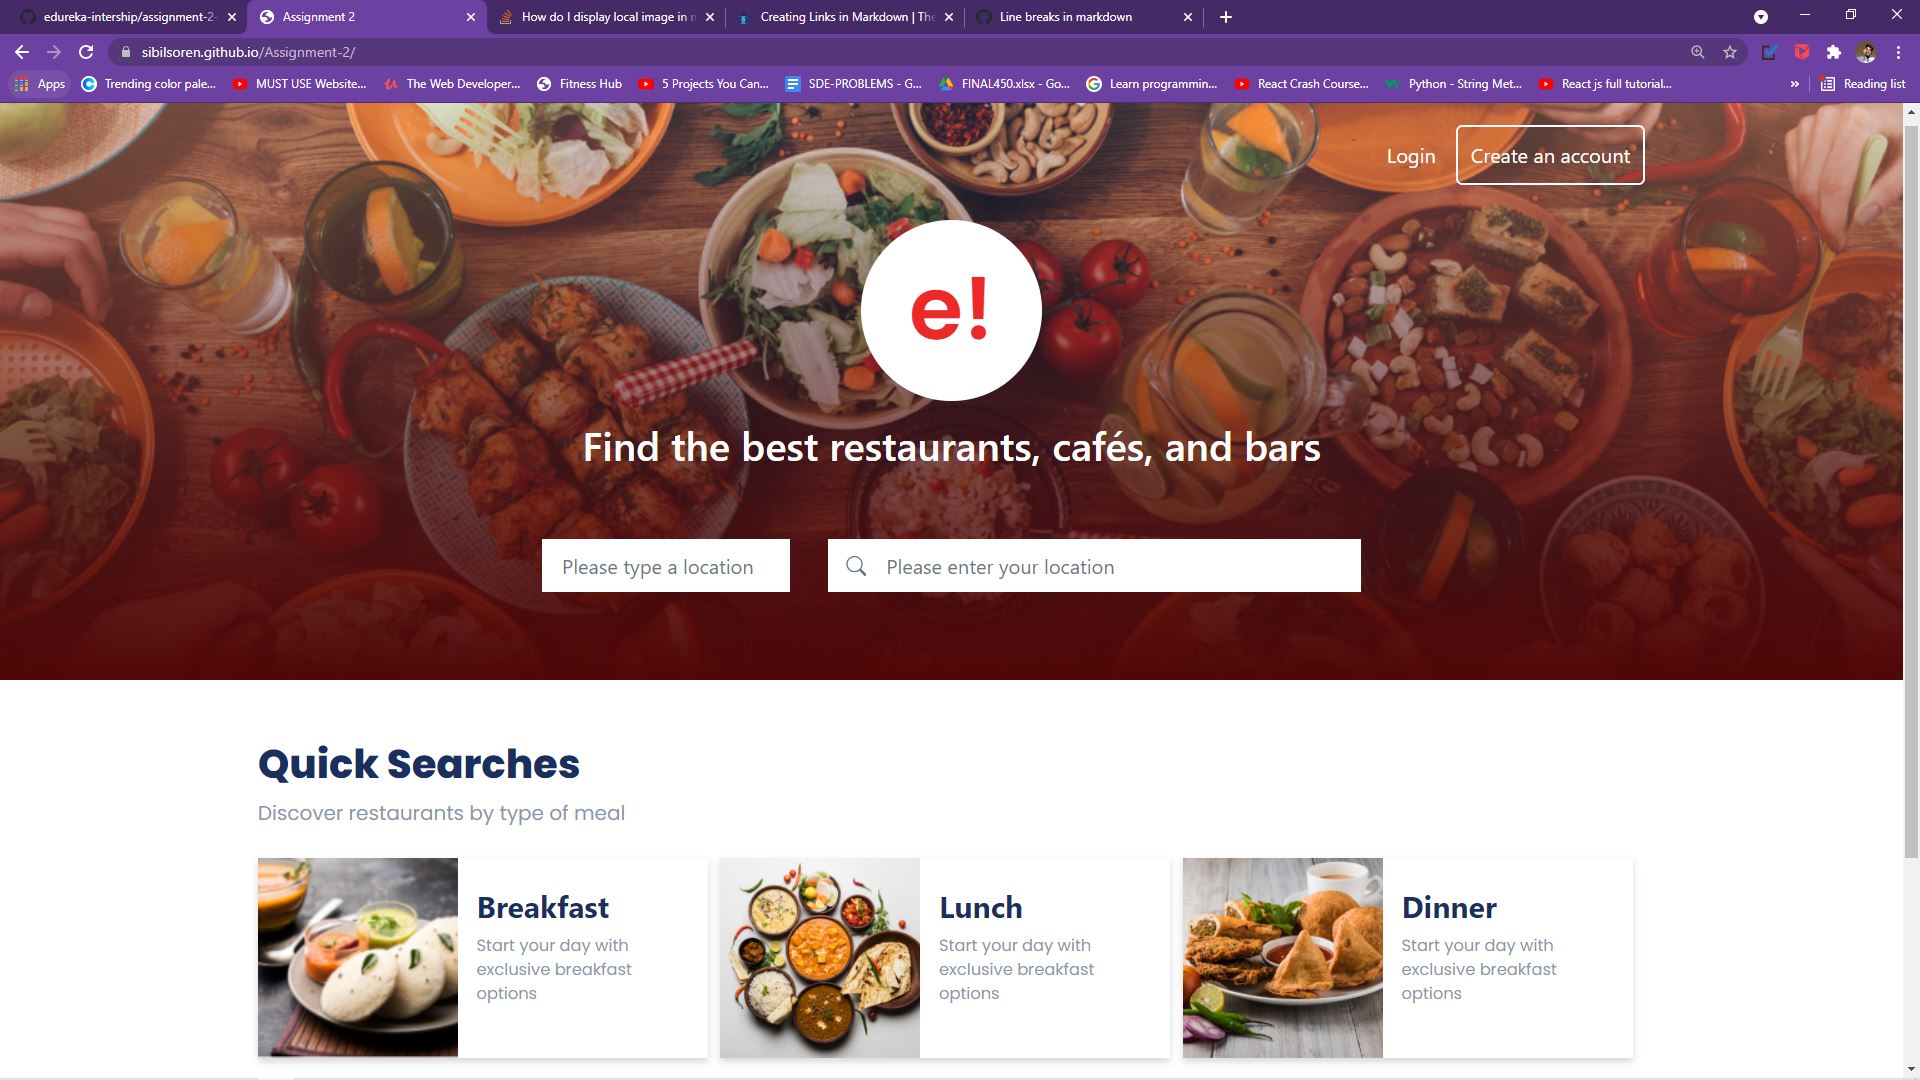 edureka-intership/assignment-2-
Assignment 2
How do I display local image in m
Creating Links in Markdown | The
Line breaks in markdown
sibilsoren.github.io/Assignment-2/
Apps
Trending color pale...
MUST USE Website...
The Web Developer...
Fitness Hub
5 Projects You Can...
SDE-PROBLEMS - G...
FINAL450.xlsx - Go...
Learn programmin...
React Crash Course...
Python - String Met...
React js full tutorial...
»
Reading list
Login
Create an account
e!
Find the best restaurants, cafés, and bars
Please type a location
Please enter your location
Quick Searches
Discover restaurants by type of meal
Breakfast
Start your day with
exclusive breakfast
options
Lunch
Start your day with
exclusive breakfast
options
Dinner
Start your day with
exclusive breakfast
options